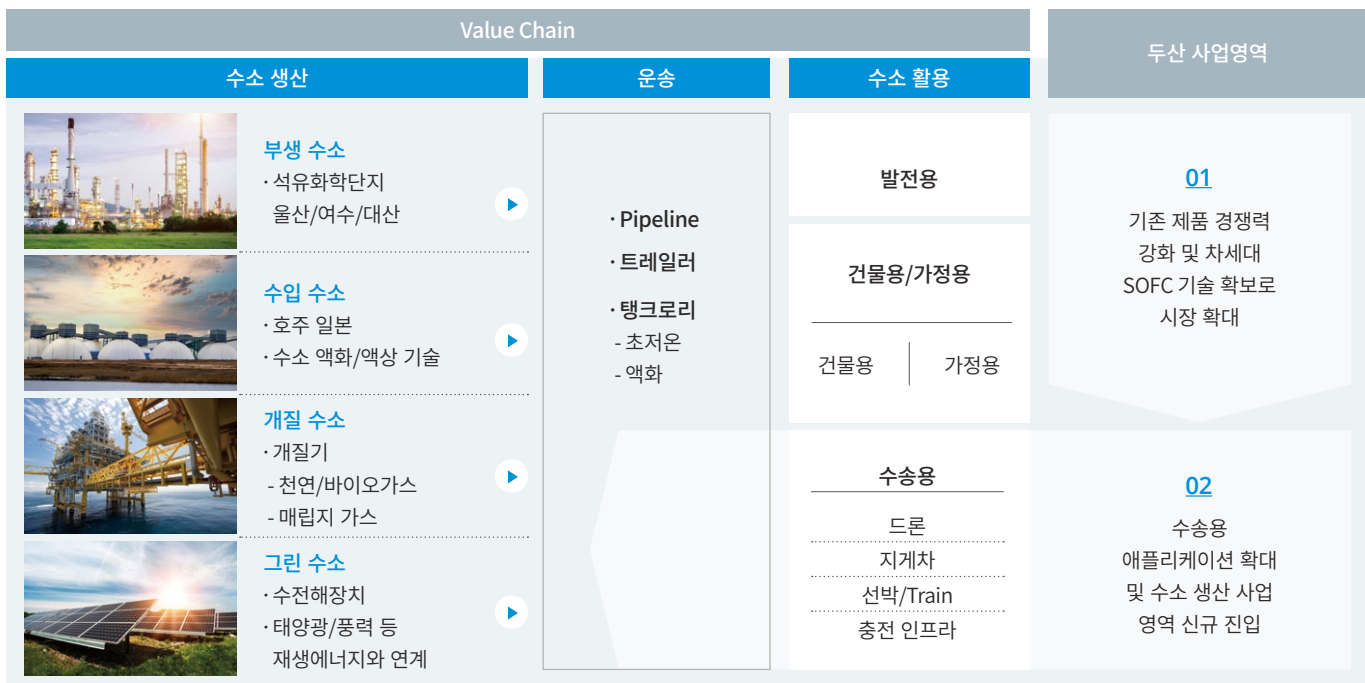 Value Chain
두산 사업영역
수소 생산
운송
수소 활용
부생 수소
· 석유화학단지
울산/여수/대산
수입 수소
· 호주 일본
· 수소 액화/액상 기술
개질 수소
· 개질기
- 천연/바이오가스
- 매립지 가스
그린 수소
· 수전해장치
· 태양광/풍력 등
재생에너지와 연계
· Pipeline
· 트레일러
· 탱크로리
- 초저온
- 액화
발전용
건물용/가정용
건물용
가정용
수송용
드론
지게차
선박/Train
충전 인프라
01
기존 제품 경쟁력
강화 및 차세대
SOFC 기술 확보로
시장 확대
02
수송용
애플리케이션 확대
및 수소 생산 사업
영역 신규 진입